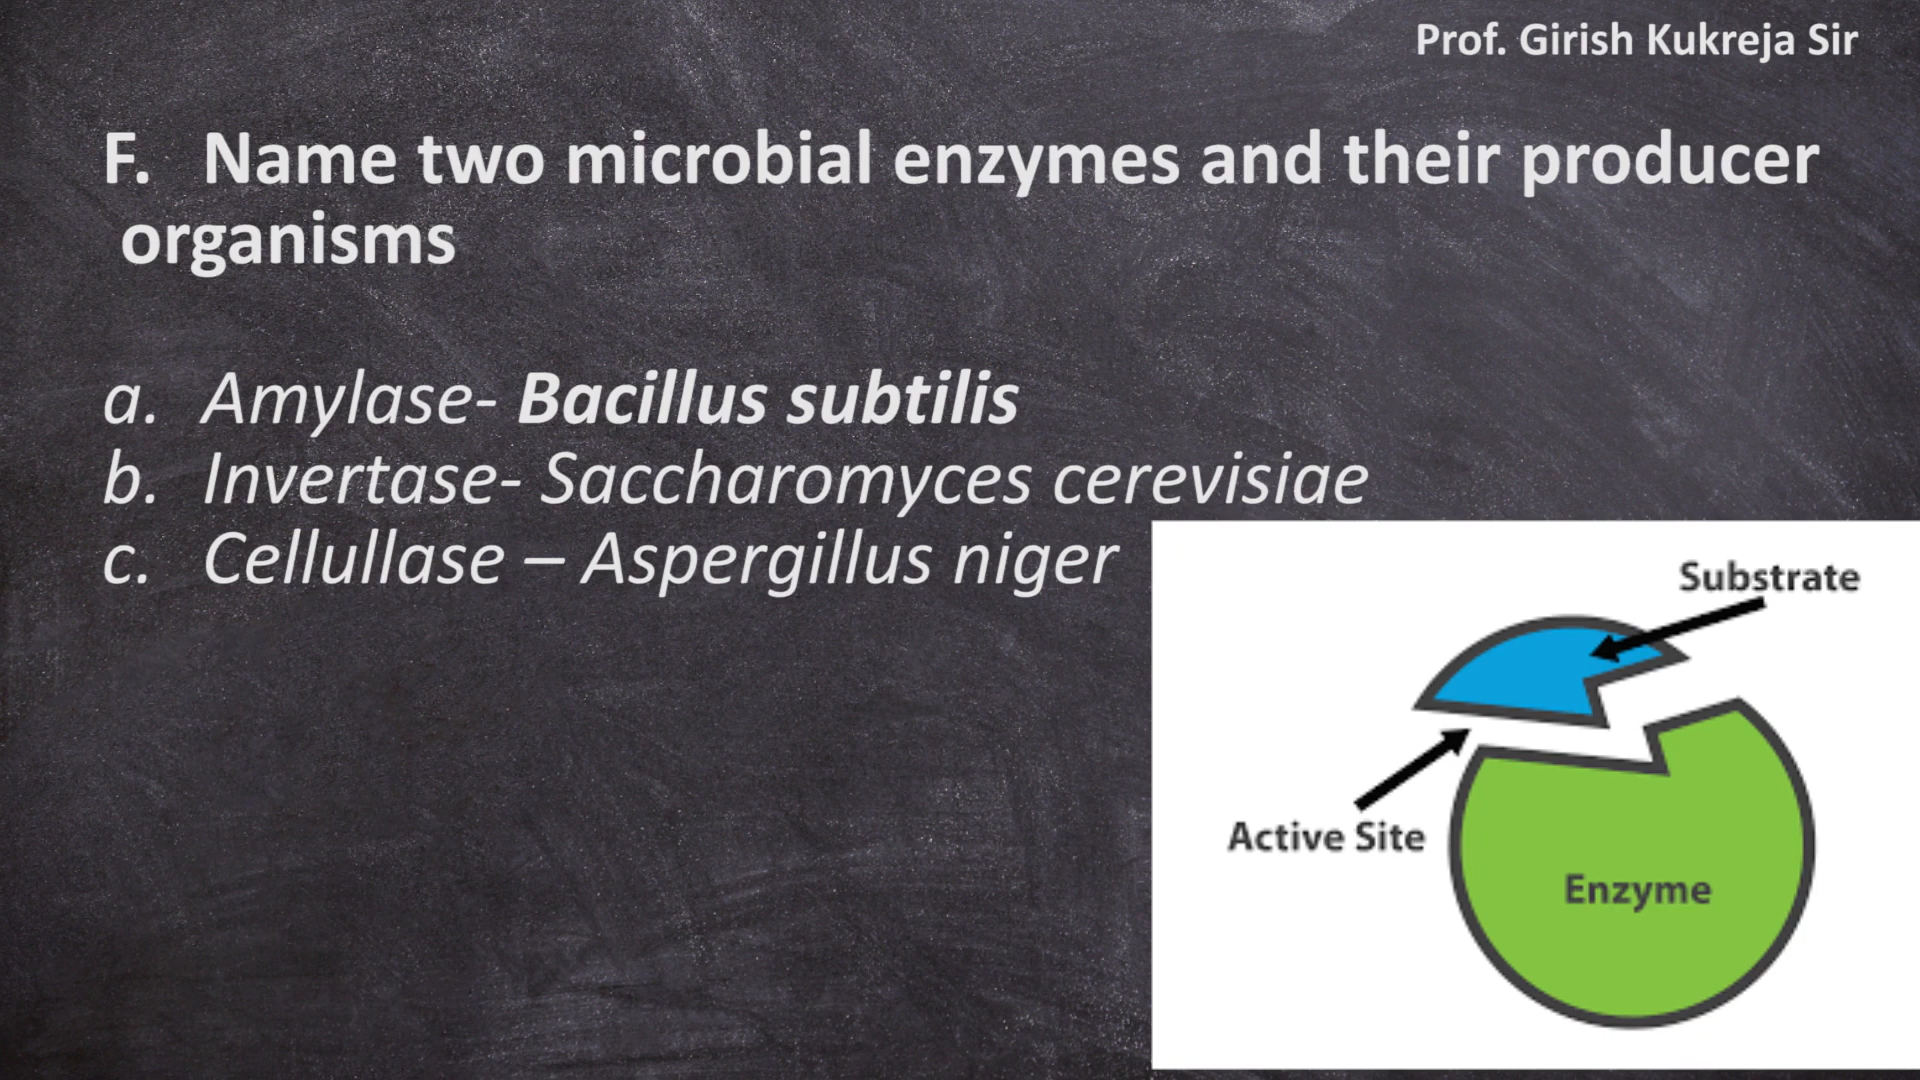 Prof. Girish Kukreja Sir
F. Name two microbial enzymes and their producer
organisms
a. Amylase- Bacillus subtilis
b. Invertase- Saccharomyces cerevisiae
c. Cellullase – Aspergillus niger
Substrate
Active Site
Enzyme